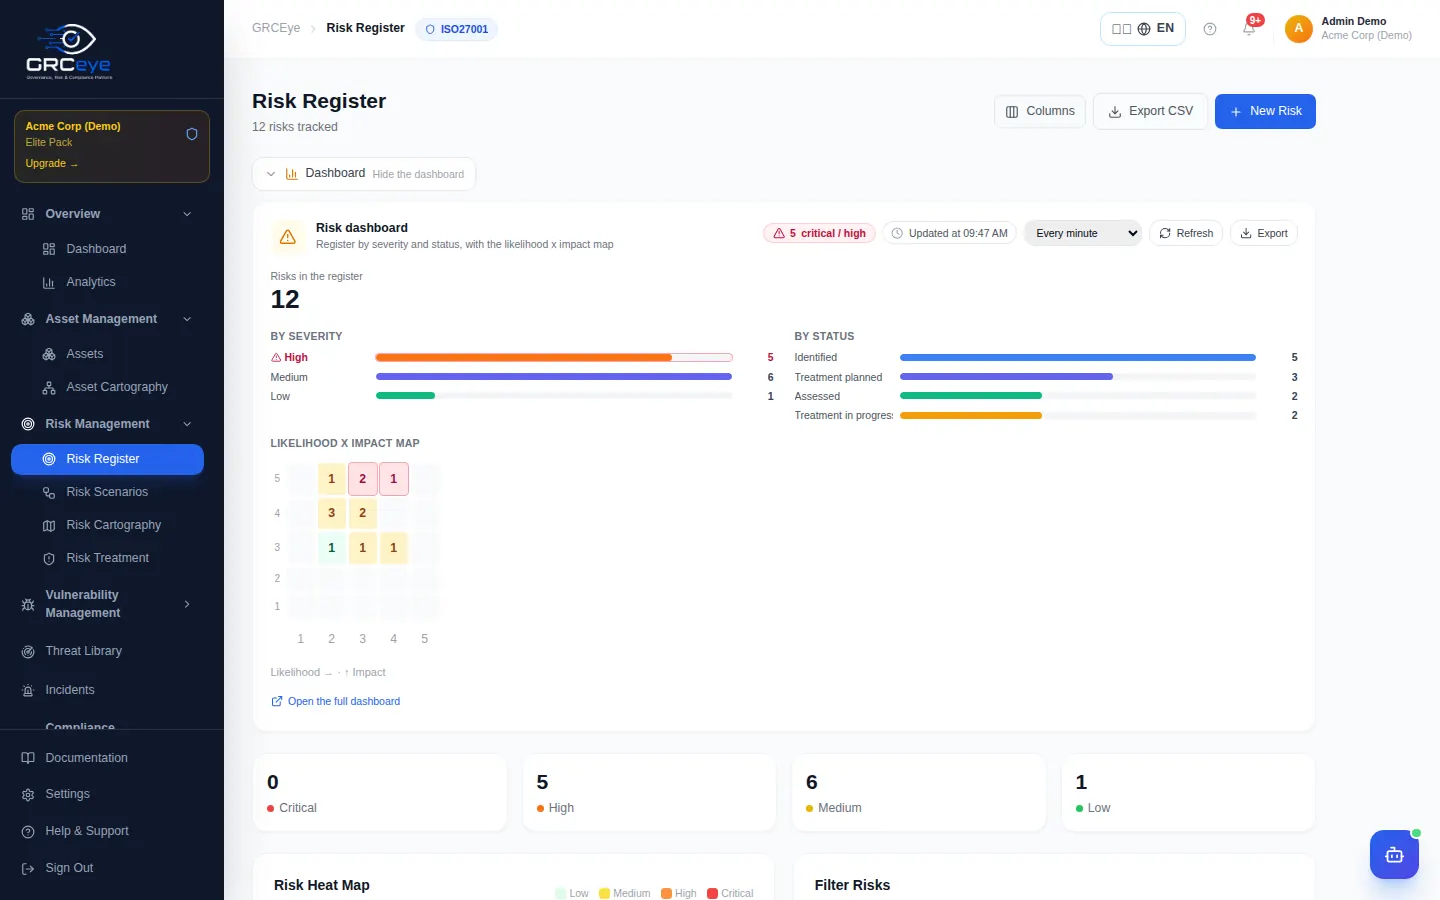 GRCeye
Governance, Risk & Compliance Platform
Acme Corp (Demo)
Elite Pack
Upgrade →
Overview
Dashboard
Analytics
Asset Management
Assets
Asset Cartography
Risk Management
Risk Register
Risk Scenarios
Risk Cartography
Risk Treatment
Vulnerability
Management
Threat Library
Incidents
Compliance
Documentation
Settings
Help & Support
Sign Out
GRCEye > Risk Register ISO27001
EN
9+
A
Admin Demo
Acme Corp (Demo)
Risk Register
12 risks tracked
Columns
Export CSV
New Risk
Dashboard Hide the dashboard
Risk dashboard
Register by severity and status, with the likelihood x impact map
5 critical / high
Updated at 09:47 AM
Every minute
Refresh
Export
Risks in the register
12
BY SEVERITY
High 5
Medium 6
Low 1
BY STATUS
Identified 5
Treatment planned 3
Assessed 2
Treatment in progress 2
LIKELIHOOD X IMPACT MAP
5 1 2 1
4 3 2
3 1 1 1
2
1
1 2 3 4 5
Likelihood → · ↑ Impact
Open the full dashboard
0
Critical
5
High
6
Medium
1
Low
Risk Heat Map
Low Medium High Critical
Filter Risks